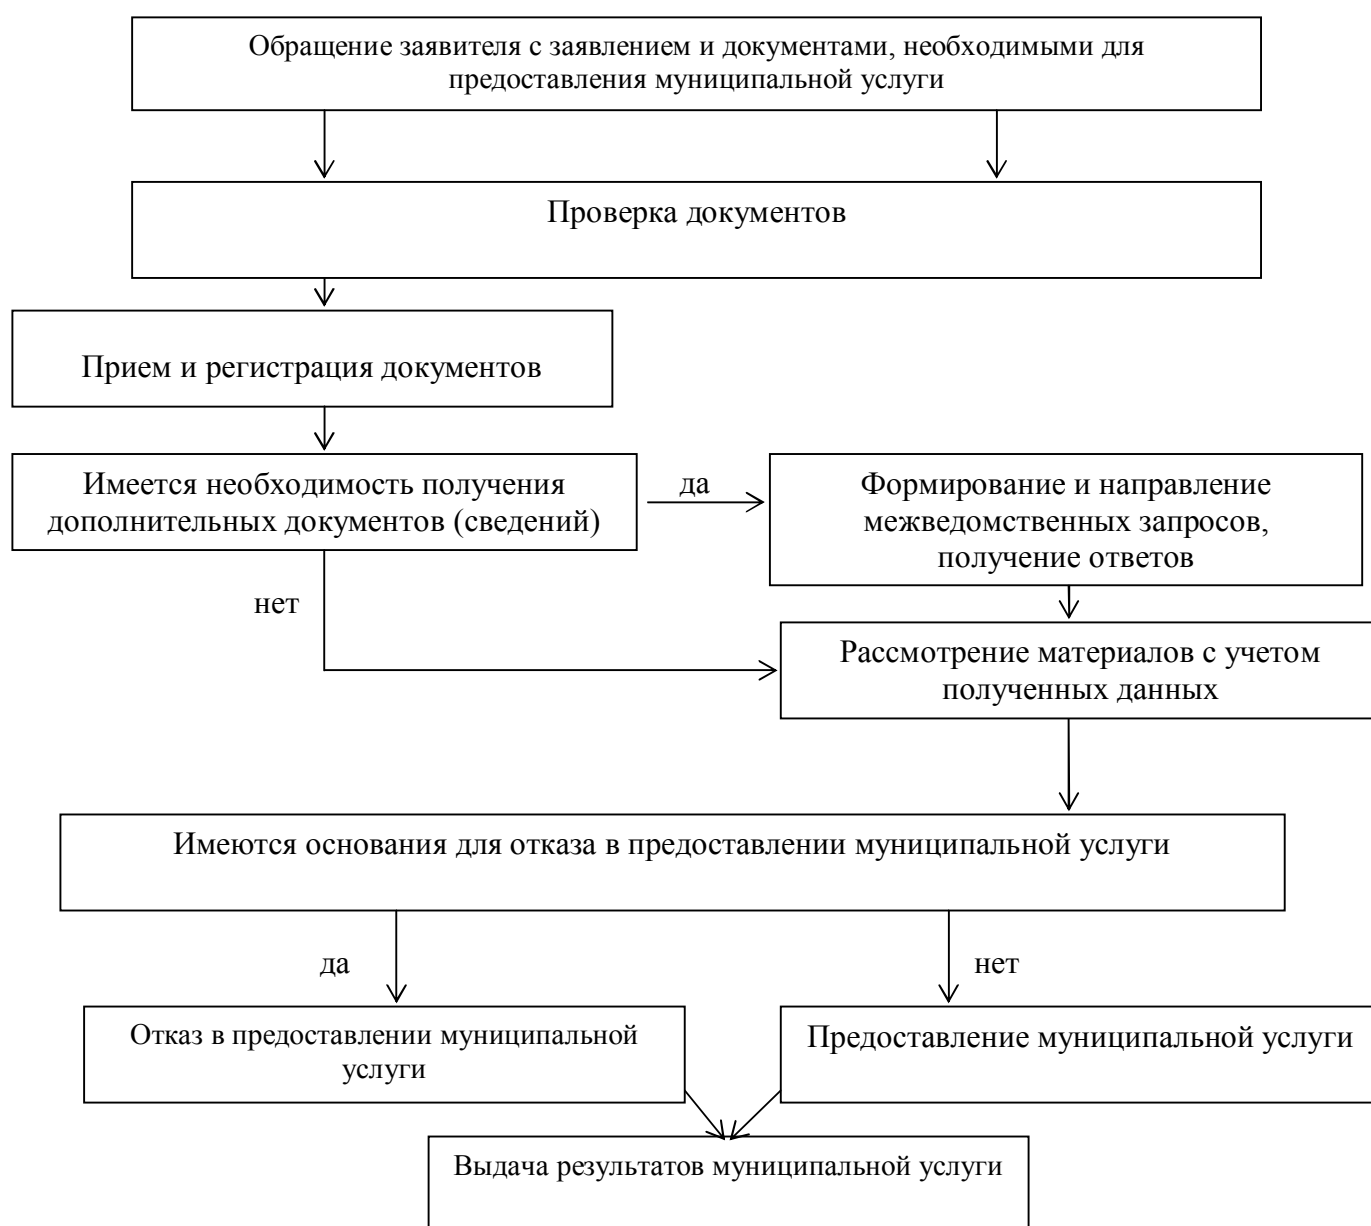 Обращение заявителя с заявлением и документами, необходимыми для
предоставления муниципальной услуги
Проверка документов
Прием и регистрация документов
Имеется необходимость получения
дополнительных документов (сведений)
да
Формирование и направление
межведомственных запросов,
получение ответов
нет
Рассмотрение материалов с учетом
полученных данных
Имеются основания для отказа в предоставлении муниципальной услуги
да
нет
Отказ в предоставлении муниципальной
услуги
Предоставление муниципальной услуги
Выдача результатов муниципальной услуги